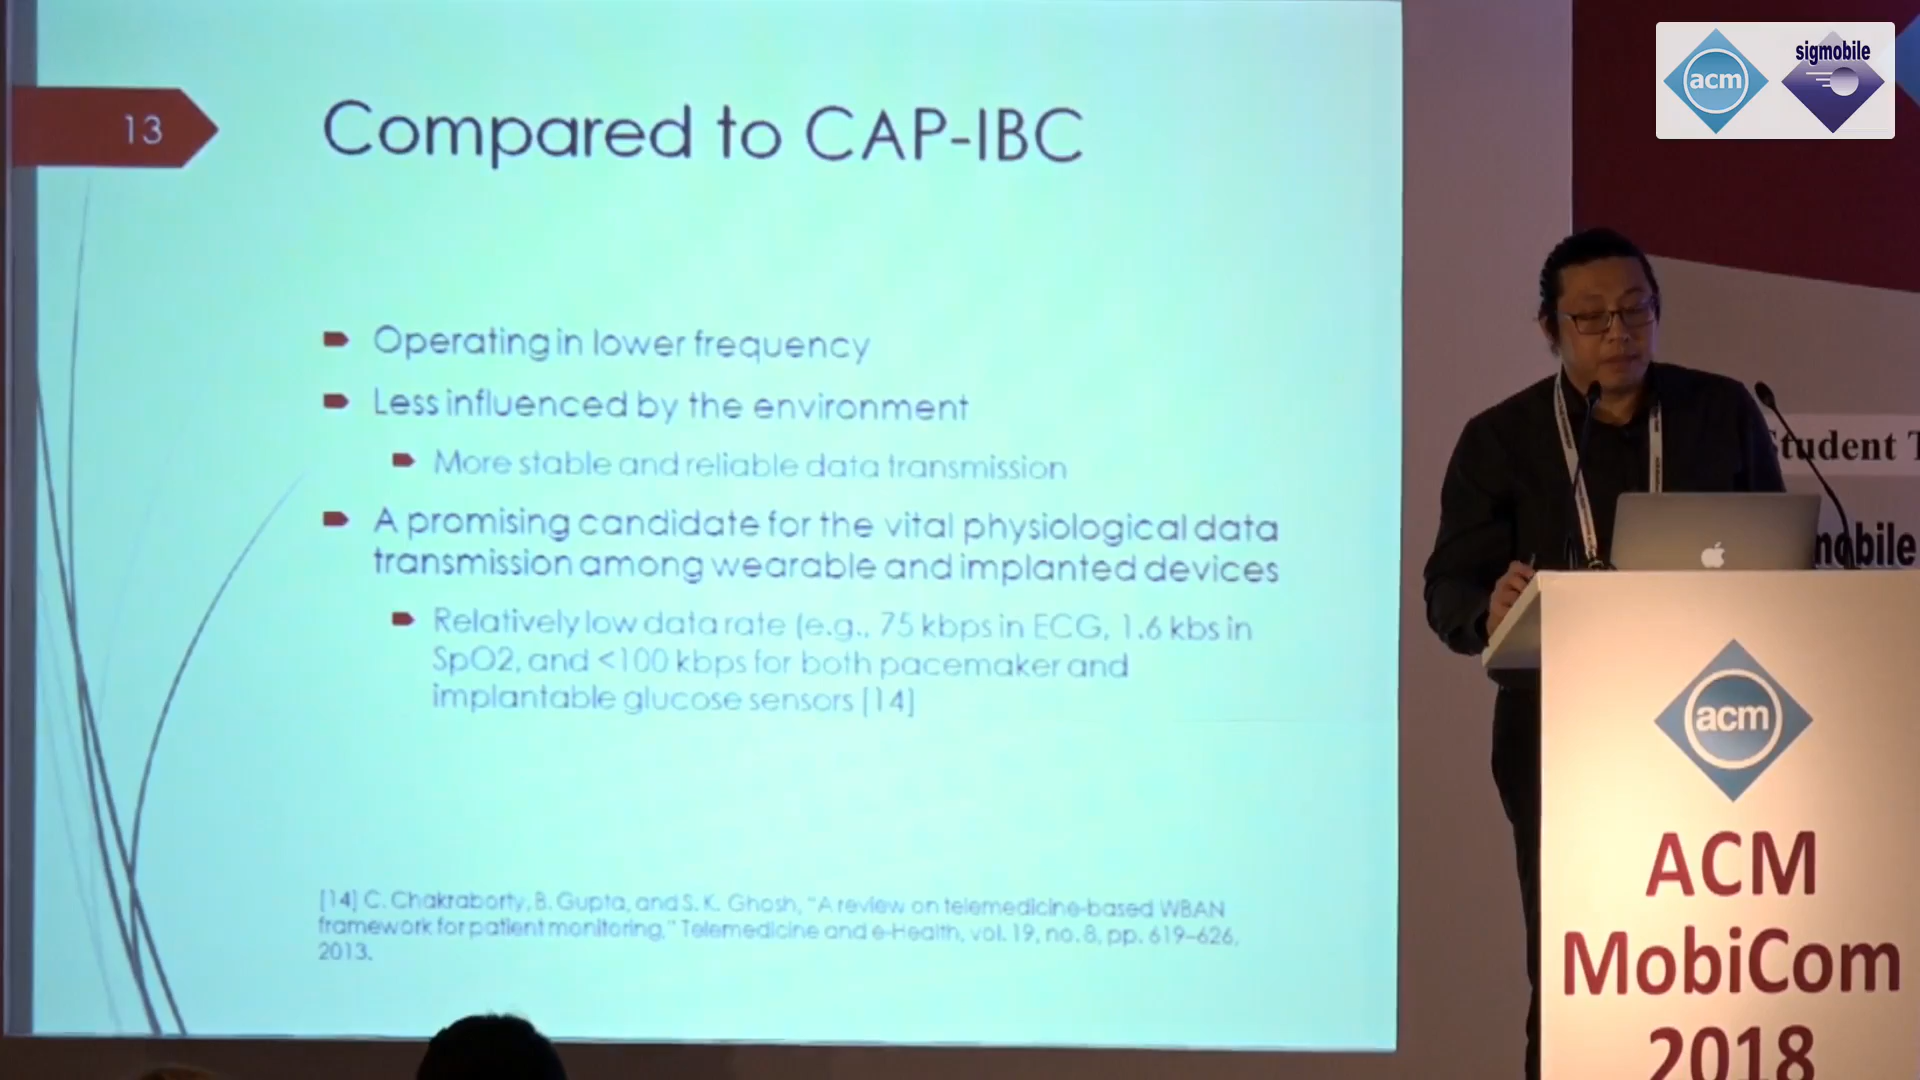 13
Compared to CAP-IBC
Operating in lower frequency
Less influenced by the environment
More stable and reliable data transmission
A promising candidate for the vital physiological data
transmission among wearable and implanted devices
Relatively low data rate (e.g., 75 kbps in ECG, 1.6 kbs in
SpO2, and <100 kbps for both pacemaker and
implantable glucose sensors [14]
[14] C. Chakraborty, B. Gupta, and S. K. Ghosh, "A review on telemedicine-based WBAN
framework for patient monitoring," Telemedicine and e-Health, vol. 19, no. 8, pp. 619–626,
2013.
acm
sigmobile
Student T
mobile
acm
ACM
MobiCom
2018